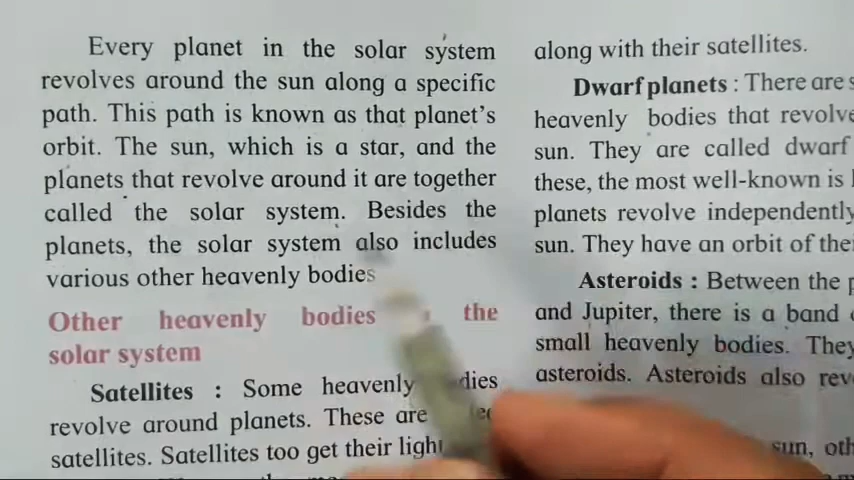 Every planet in the solar system
revolves around the sun along a specific
path. This path is known as that planet's
orbit. The sun, which is a star, and the
planets that revolve around it are together
called the solar system. Besides the
planets, the solar system also includes
various other heavenly bodies
Other heavenly bodies the
solar system
Satellites : Some heavenly
revolve around planets. These are
satellites. Satellites too get their light
along with their satellites.
Dwarf planets : There are
heavenly bodies that revolve
sun. They are called dwarf
these, the most well-known is
planets revolve independently
sun. They have an orbit of
Asteroids : Between the
and Jupiter, there is a band
small heavenly bodies. They
asteroids. Asteroids also
sun,